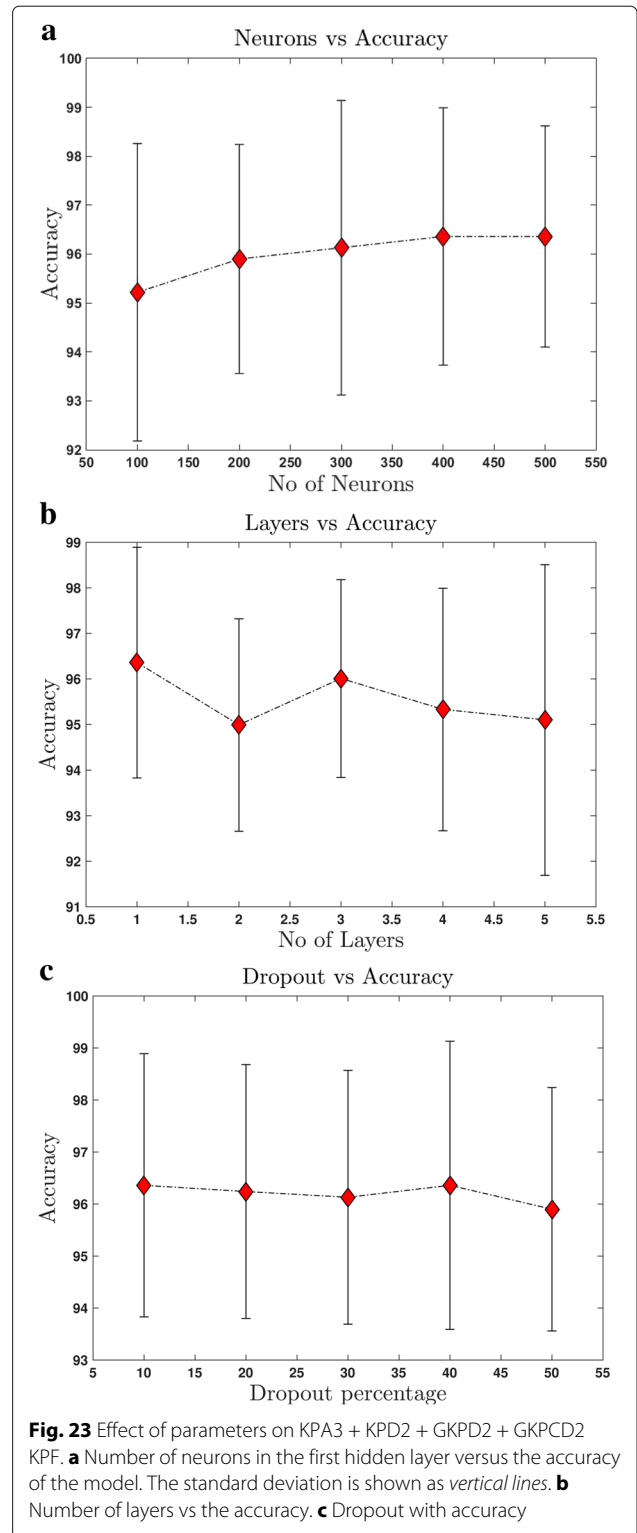 a
Neurons vs Accuracy
100
99
98
97
96
95
94
93
92
Accuracy
50 100 150 200 250 300 350 400 450 500 550
No of Neurons
b
Layers vs Accuracy
99
98
97
96
95
94
93
92
91
Accuracy
0.5 1 1.5 2 2.5 3 3.5 4 4.5 5 5.5
No of Layers
c
Dropout vs Accuracy
100
99
98
97
96
95
94
93
Accuracy
5 10 15 20 25 30 35 40 45 50 55
Dropout percentage
Fig. 23 Effect of parameters on KPA3 + KPD2 + GKPD2 + GKPCD2
KPF. a Number of neurons in the first hidden layer versus the accuracy
of the model. The standard deviation is shown as vertical lines. b
Number of layers vs the accuracy. c Dropout with accuracy